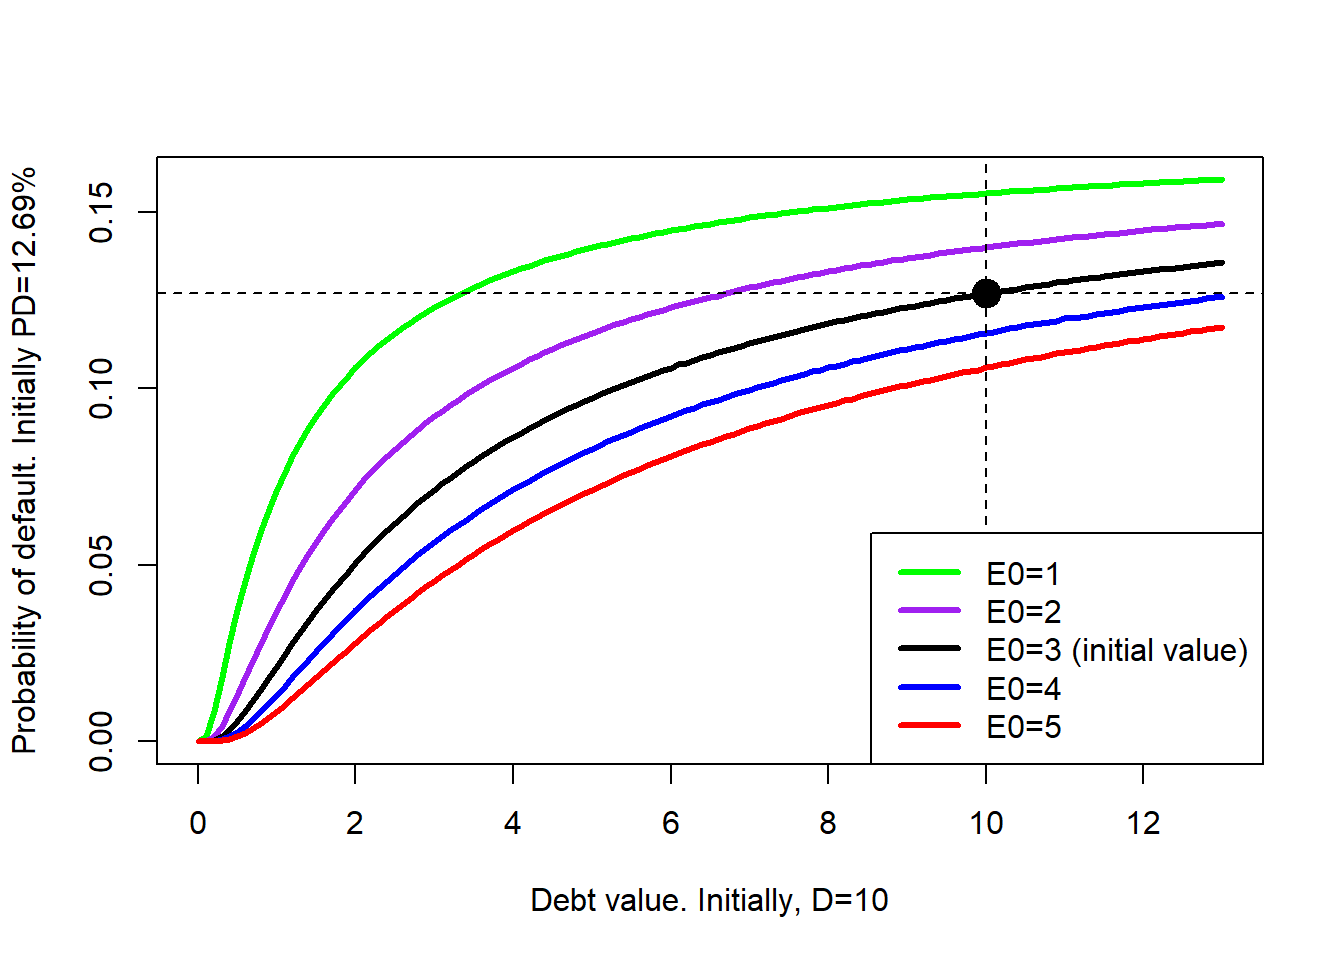 Probability of default. Initially PD=12.69%
0.15
0.10
0.05
0.00
E0=1
E0=2
E0=3 (initial value)
E0=4
E0=5
0 2 4 6 8 10 12
Debt value. Initially, D=10